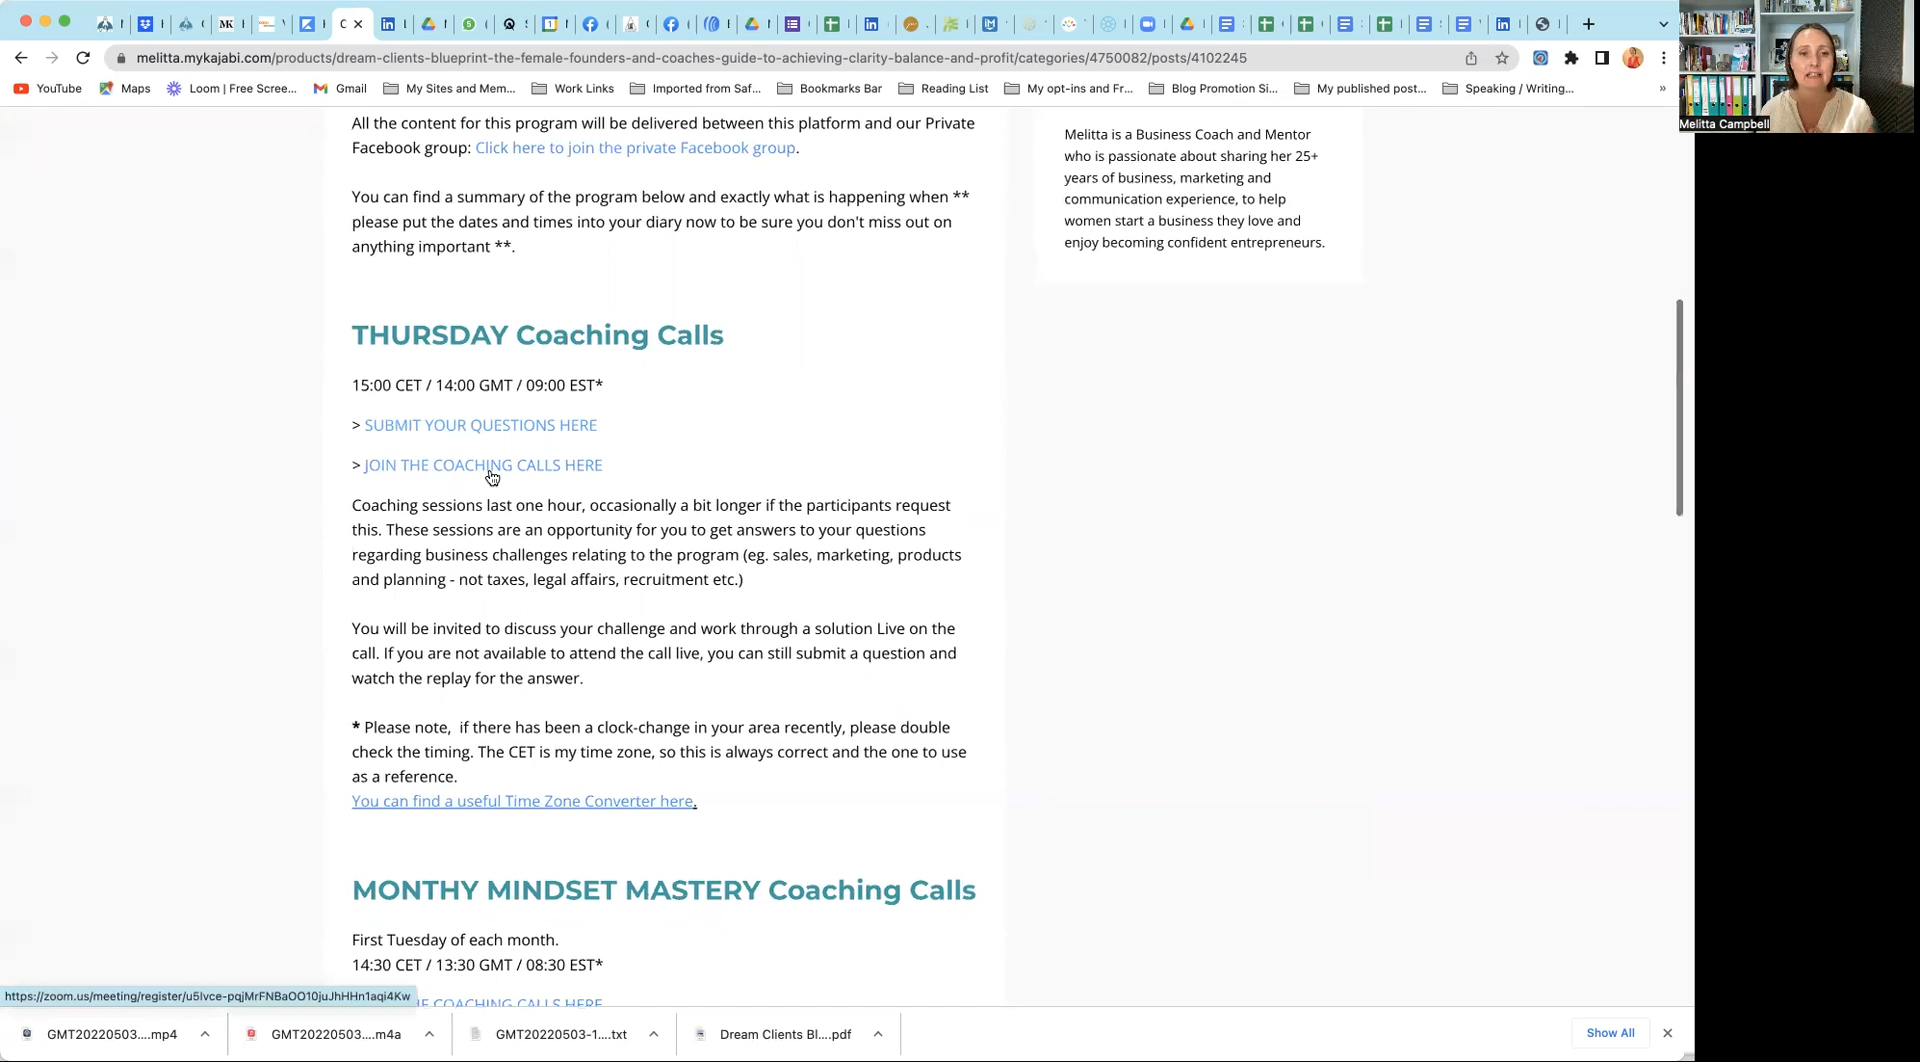 melitta.mykajabi.com/products/dream-clients-blueprint-the-female-founders-and-coaches-guide-to-achieving-clarity-balance-and-profit/categories/4750082/posts/4102245
YouTube Maps Loom | Free Scree... Gmail My Sites and Mem... Work Links Imported from Saf... Bookmarks Bar Reading List My opt-ins and Fr... Blog Promotion Si... My published post... Speaking / Writing... »
Melitta Campbell
All the content for this program will be delivered between this platform and our Private
Facebook group: Click here to join the private Facebook group.
You can find a summary of the program below and exactly what is happening when **
please put the dates and times into your diary now to be sure you don't miss out on
anything important **.
Melitta is a Business Coach and Mentor
who is passionate about sharing her 25+
years of business, marketing and
communication experience, to help
women start a business they love and
enjoy becoming confident entrepreneurs.
THURSDAY Coaching Calls
15:00 CET / 14:00 GMT / 09:00 EST*
> SUBMIT YOUR QUESTIONS HERE
> JOIN THE COACHING CALLS HERE
Coaching sessions last one hour, occasionally a bit longer if the participants request
this. These sessions are an opportunity for you to get answers to your questions
regarding business challenges relating to the program (eg. sales, marketing, products
and planning - not taxes, legal affairs, recruitment etc.)
You will be invited to discuss your challenge and work through a solution Live on the
call. If you are not available to attend the call live, you can still submit a question and
watch the replay for the answer.
* Please note,  if there has been a clock-change in your area recently, please double
check the timing. The CET is my time zone, so this is always correct and the one to use
as a reference.
You can find a useful Time Zone Converter here.
MONTHY MINDSET MASTERY Coaching Calls
First Tuesday of each month.
14:30 CET / 13:30 GMT / 08:30 EST*
COACHING CALLS HERE
GMT20220503....mp4 GMT20220503....m4a GMT20220503-1....txt Dream Clients Bl....pdf Show All